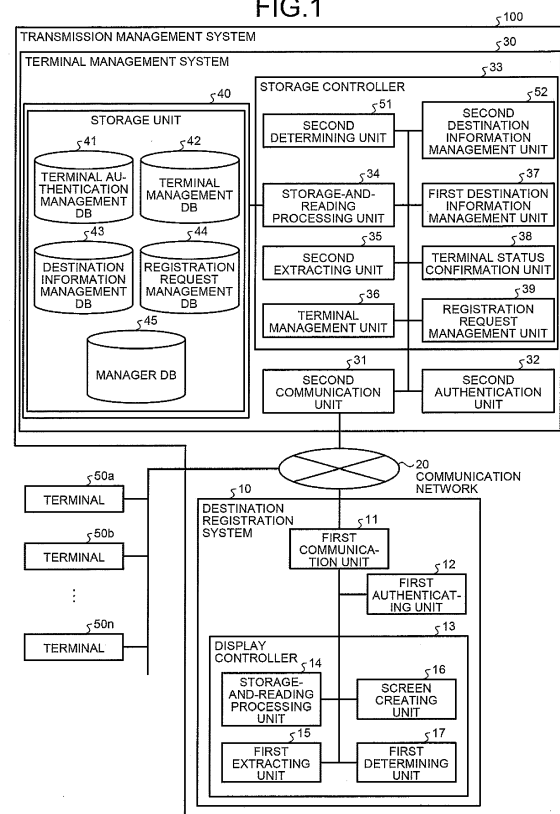 FIG.1
100
TRANSMISSION MANAGEMENT SYSTEM
30
TERMINAL MANAGEMENT SYSTEM
33
40
STORAGE UNIT
41
TERMINAL AU-
THENTICATION
MANAGEMENT
DB
42
TERMINAL
MANAGEMENT
DB
43
DESTINATION
INFORMATION
MANAGEMENT
DB
44
REGISTRATION
REQUEST
MANAGEMENT
DB
45
MANAGER DB
STORAGE CONTROLLER
51
SECOND
DETERMINING UNIT
52
SECOND
DESTINATION
INFORMATION
MANAGEMENT UNIT
34
STORAGE-AND-
READING
PROCESSING UNIT
37
FIRST DESTINATION
INFORMATION
MANAGEMENT UNIT
35
SECOND
EXTRACTING UNIT
38
TERMINAL STATUS
CONFIRMATION UNIT
36
TERMINAL
MANAGEMENT UNIT
39
REGISTRATION
REQUEST
MANAGEMENT UNIT
31
SECOND
COMMUNICATION
UNIT
32
SECOND
AUTHENTICATION
UNIT
20
COMMUNICATION
NETWORK
50a
TERMINAL
50b
TERMINAL
50n
TERMINAL
10
DESTINATION
REGISTRATION
SYSTEM
11
FIRST
COMMUNICA-
TION UNIT
12
FIRST
AUTHENTICAT-
ING UNIT
13
DISPLAY
CONTROLLER
14
STORAGE-
AND-READING
PROCESSING
UNIT
16
SCREEN
CREATING
UNIT
15
FIRST
EXTRACTING
UNIT
17
FIRST
DETERMINING
UNIT